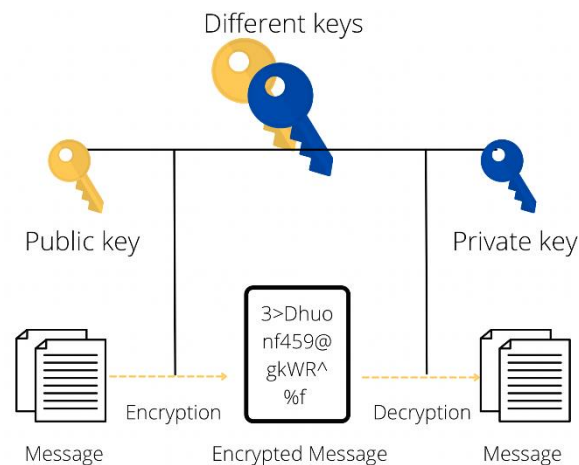 Different keys
Public key
Private key
3>Dhuo
nf459@
gkWR^
%f
Encryption
Decryption
Message
Encrypted Message
Message